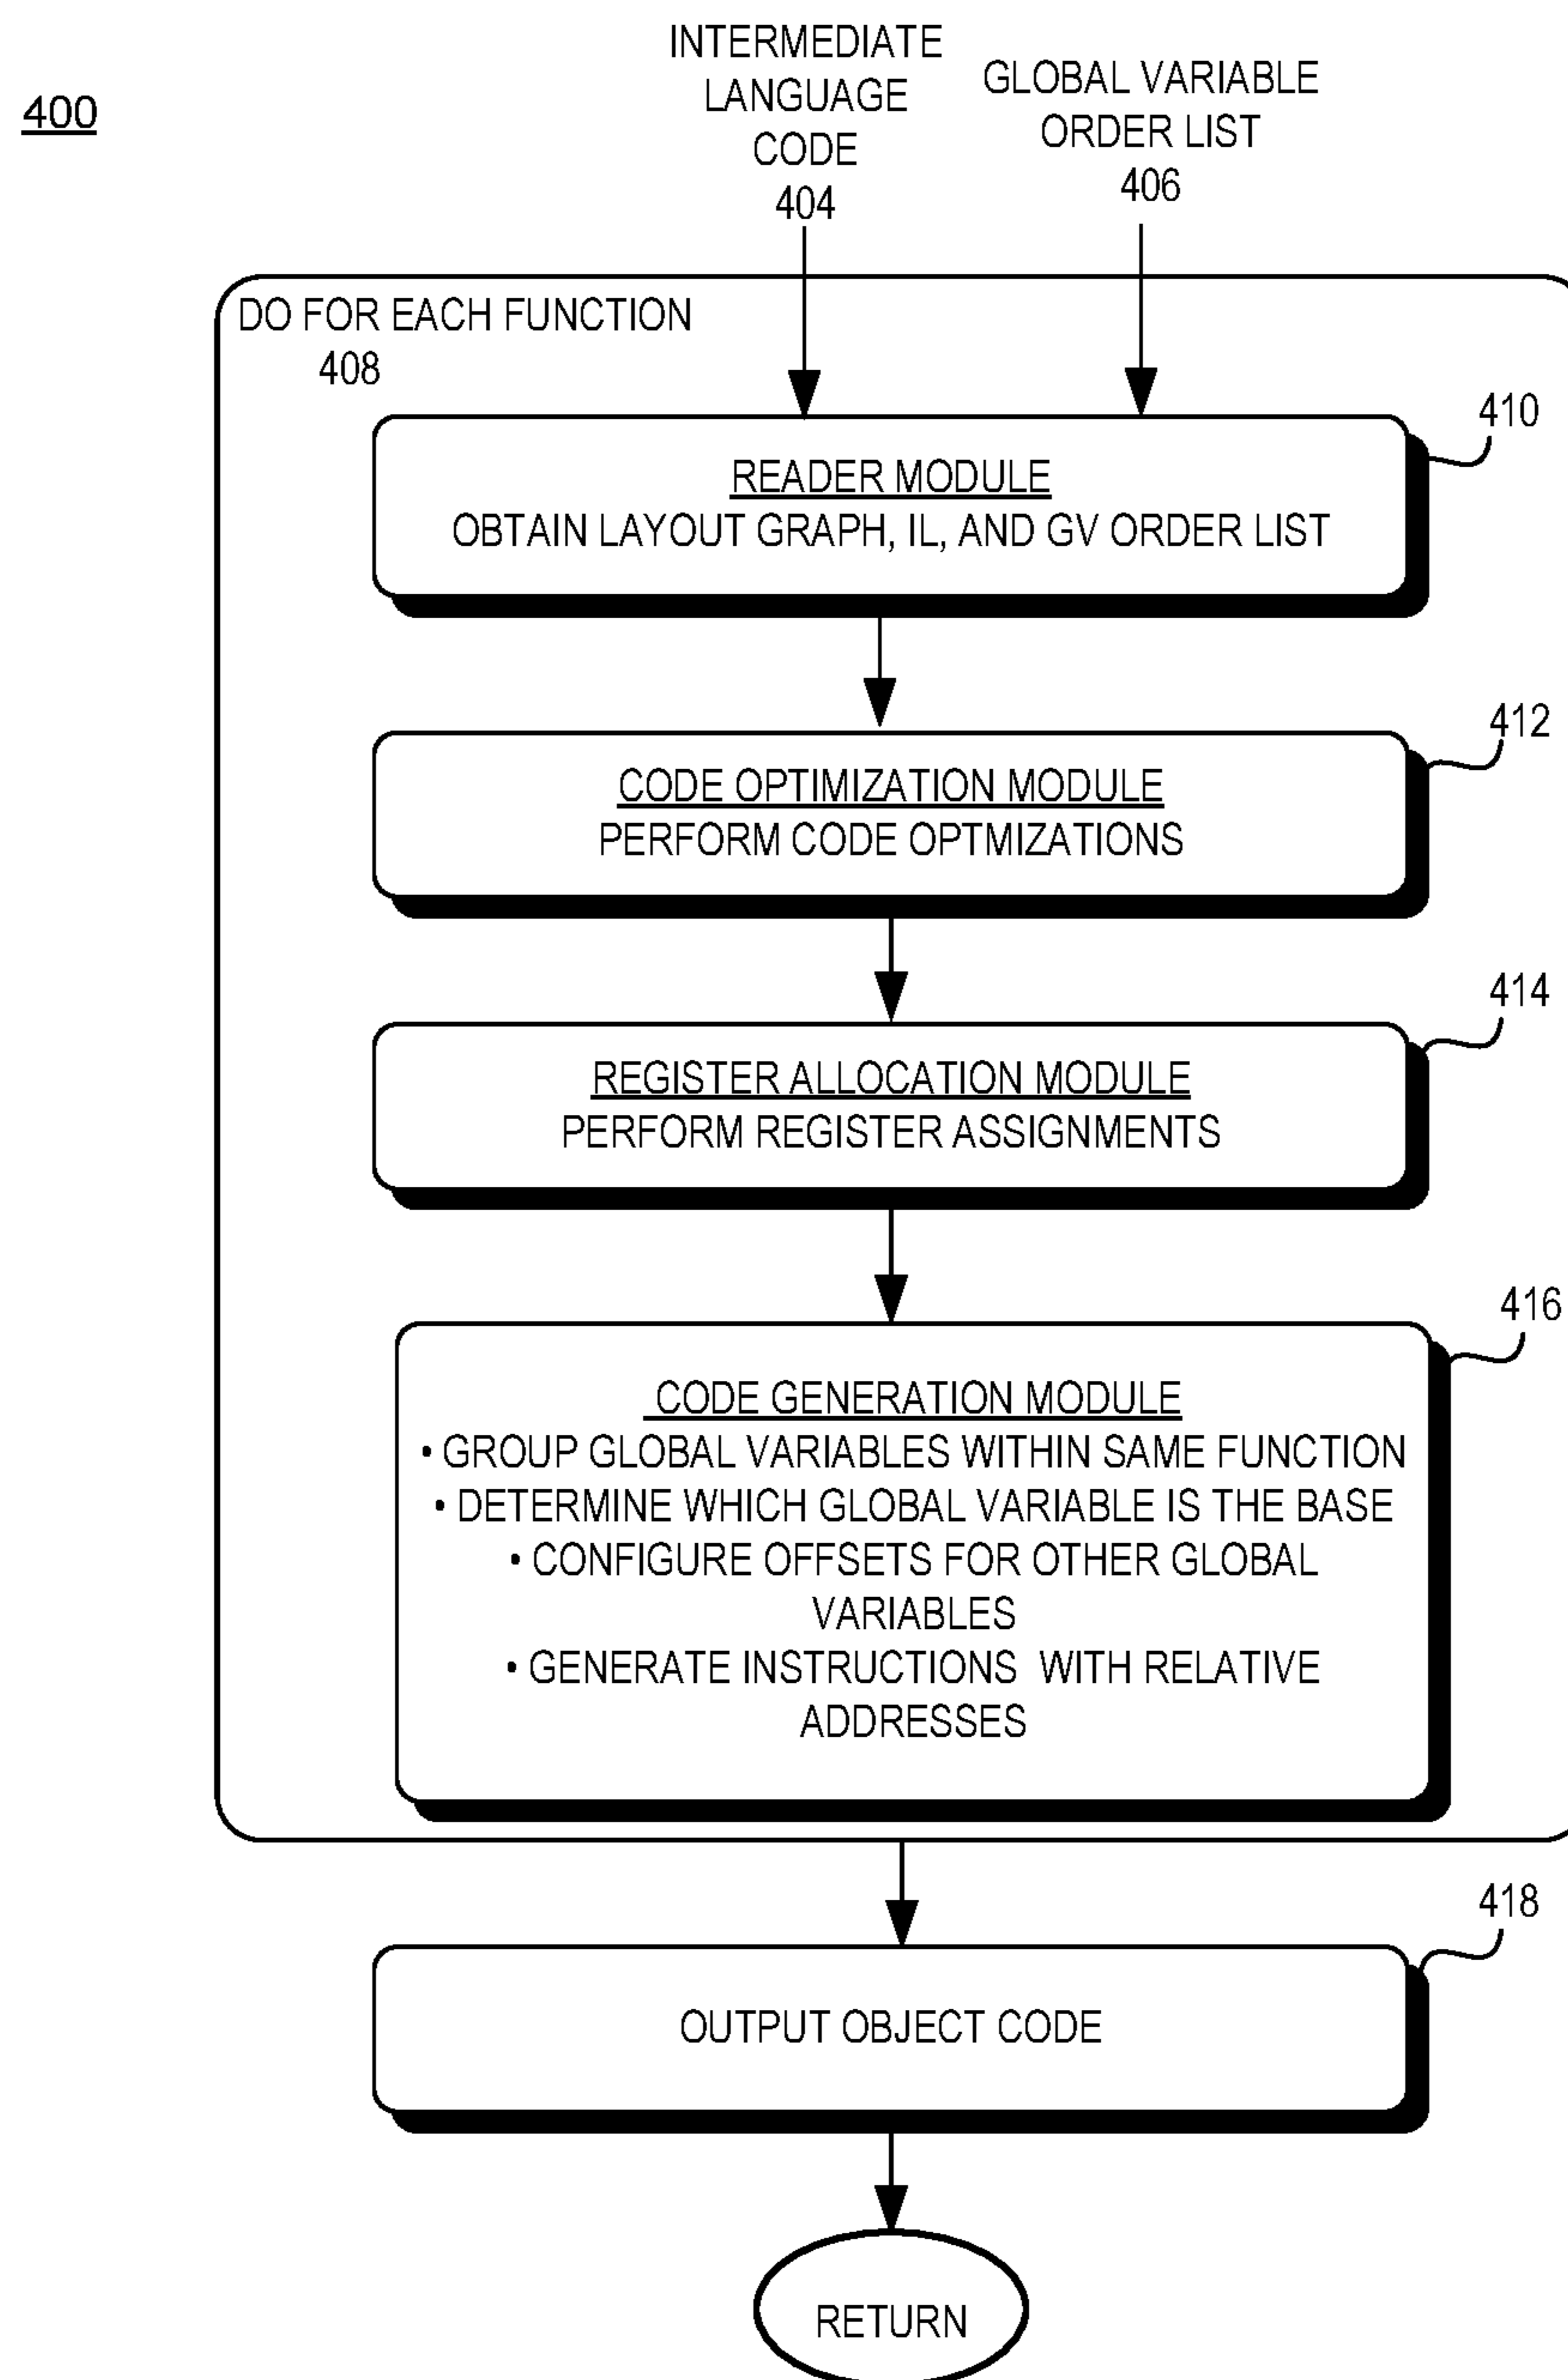 400
INTERMEDIATE
LANGUAGE
CODE
404
GLOBAL VARIABLE
ORDER LIST
406
DO FOR EACH FUNCTION
408
410
READER MODULE
OBTAIN LAYOUT GRAPH, IL, AND GV ORDER LIST
412
CODE OPTIMIZATION MODULE
PERFORM CODE OPTMIZATIONS
414
REGISTER ALLOCATION MODULE
PERFORM REGISTER ASSIGNMENTS
416
CODE GENERATION MODULE
• GROUP GLOBAL VARIABLES WITHIN SAME FUNCTION
• DETERMINE WHICH GLOBAL VARIABLE IS THE BASE
• CONFIGURE OFFSETS FOR OTHER GLOBAL
VARIABLES
• GENERATE INSTRUCTIONS WITH RELATIVE
ADDRESSES
418
OUTPUT OBJECT CODE
RETURN